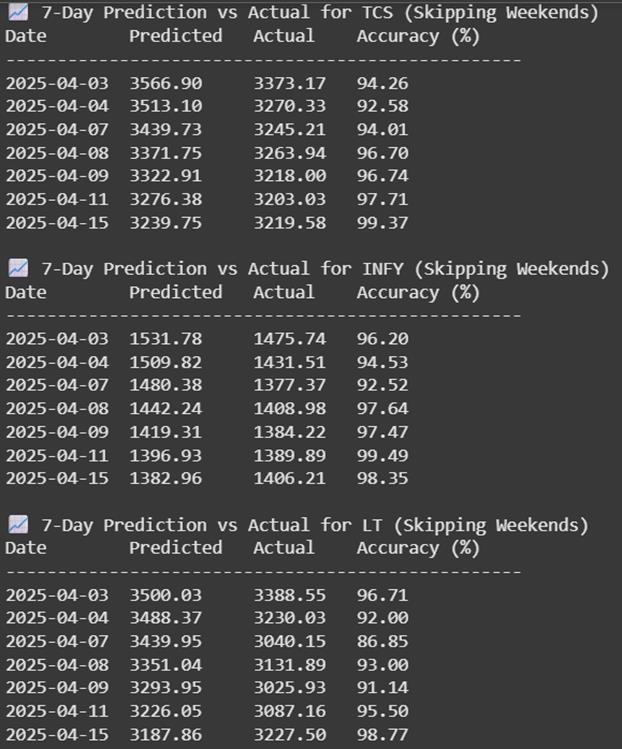 📈 7-Day Prediction vs Actual for TCS (Skipping Weekends)
Date Predicted Actual Accuracy (%)
--------------------------------------------------
2025-04-03 3566.90 3373.17 94.26
2025-04-04 3513.10 3270.33 92.58
2025-04-07 3439.73 3245.21 94.01
2025-04-08 3371.75 3263.94 96.70
2025-04-09 3322.91 3218.00 96.74
2025-04-11 3276.38 3203.03 97.71
2025-04-15 3239.75 3219.58 99.37
📈 7-Day Prediction vs Actual for INFY (Skipping Weekends)
Date Predicted Actual Accuracy (%)
--------------------------------------------------
2025-04-03 1531.78 1475.74 96.20
2025-04-04 1509.82 1431.51 94.53
2025-04-07 1480.38 1377.37 92.52
2025-04-08 1442.24 1408.98 97.64
2025-04-09 1419.31 1384.22 97.47
2025-04-11 1396.93 1389.89 99.49
2025-04-15 1382.96 1406.21 98.35
📈 7-Day Prediction vs Actual for LT (Skipping Weekends)
Date Predicted Actual Accuracy (%)
--------------------------------------------------
2025-04-03 3500.03 3388.55 96.71
2025-04-04 3488.37 3230.03 92.00
2025-04-07 3439.95 3040.15 86.85
2025-04-08 3351.04 3131.89 93.00
2025-04-09 3293.95 3025.93 91.14
2025-04-11 3226.05 3087.16 95.50
2025-04-15 3187.86 3227.50 98.77